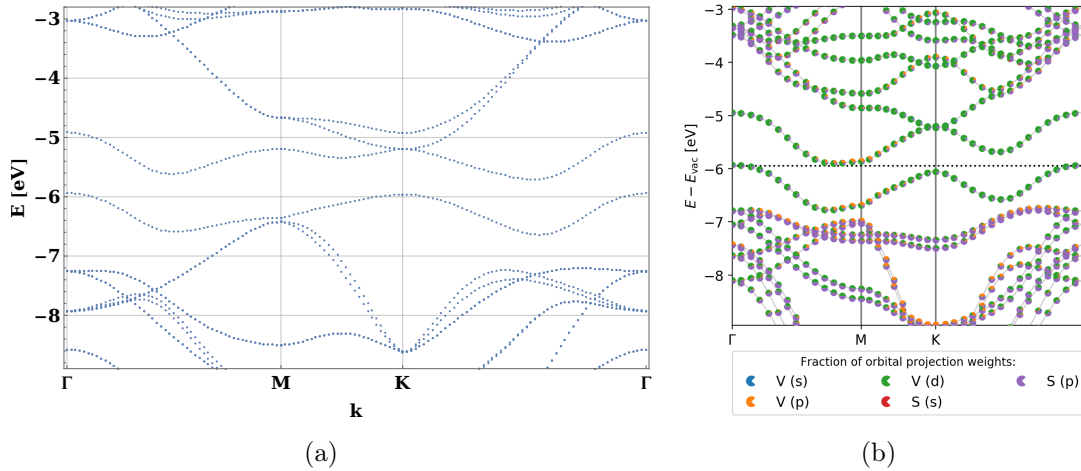 -3
-4
-5
-6
-7
-8
E [eV]
Γ M K Γ
k
(a)
-3
-4
-5
-6
-7
-8
E − Evac [eV]
Γ M K
Fraction of orbital projection weights:
V (s) V (d) S (p)
V (p) S (s)
(b)